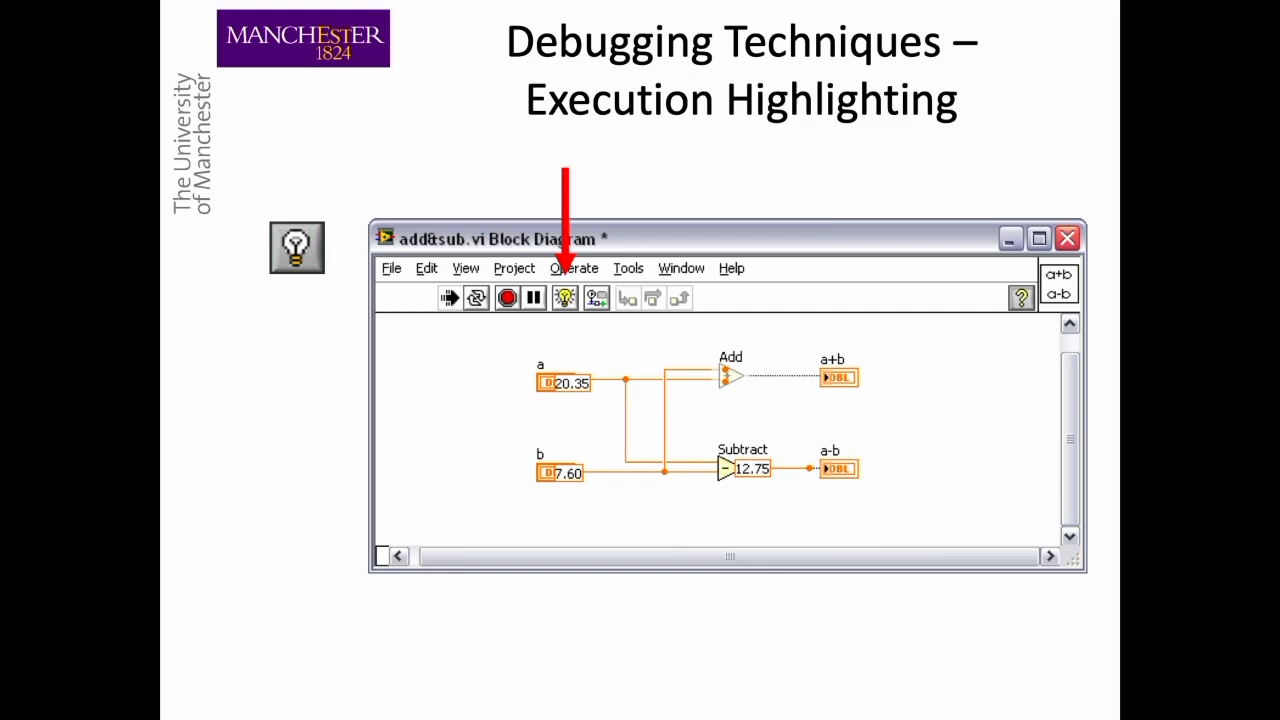 MANCHESTER
1824
The University
of Manchester
Debugging Techniques –
Execution Highlighting
add&sub.vi Block Diagram *
File Edit View Project Operate Tools Window Help
a+b
a-b
?
a
D 20.35
Add
a+b
DBL
b
D 7.60
Subtract
12.75
a-b
DBL